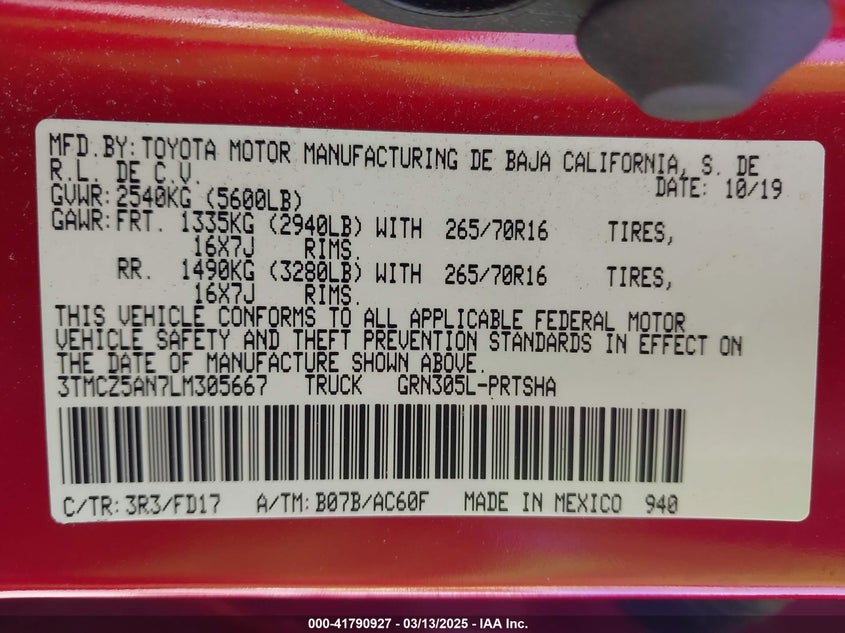 MFD.BY: TOYOTA MOTOR MANUFACTURING DE BAJA CALIFORNIA, S. DE
R.L. DE C.V. DATE: 10/19
GVWR: 2540KG (5600LB)
GAWR: FRT. 1335KG (2940LB) WITH 265/70R16 TIRES,
16X7J RIMS.
RR. 1490KG (3280LB) WITH 265/70R16 TIRES,
16X7J RIMS.
THIS VEHICLE CONFORMS TO ALL APPLICABLE FEDERAL MOTOR
VEHICLE SAFETY AND THEFT PREVENTION STANDARDS IN EFFECT ON
THE DATE OF MANUFACTURE SHOWN ABOVE.
3TMCZ5AN7LM305667 TRUCK GRN305L-PRTSHA
C/TR: 3R3/FD17 A/TM: B07B/AC60F MADE IN MEXICO 940
000-41790927 - 03/13/2025 - IAA Inc.